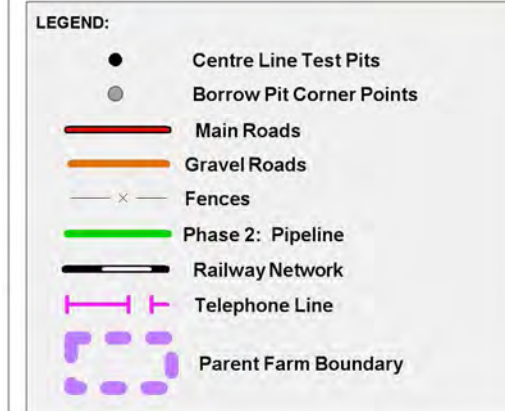 LEGEND:
Centre Line Test Pits
Borrow Pit Corner Points
Main Roads
Gravel Roads
Fences
Phase 2: Pipeline
Railway Network
Telephone Line
Parent Farm Boundary